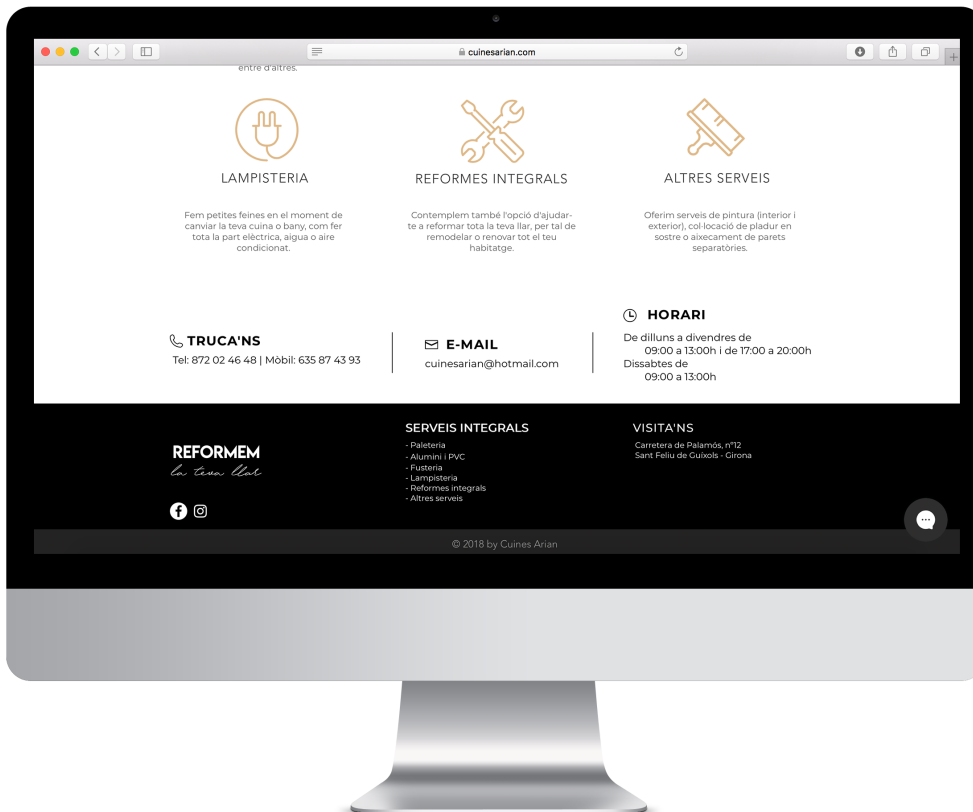 cuinesarian.com
entre d'altres.
LAMPISTERIA
Fem petites feines en el moment de
canviar la teva cuina o bany, com fer
tota la part elèctrica, aigua o aire
condicionat.
REFORMES INTEGRALS
Contemplem també l'opció d'ajudar-
te a reformar tota la teva llar, per tal de
remodelar o renovar tot el teu
habitatge.
ALTRES SERVEIS
Oferim serveis de pintura (interior i
exterior), col·locació de pladur en
sostre o aixecament de parets
separatòries.
TRUCA'NS
Tel: 872 02 46 48 | Mòbil: 635 87 43 93
E-MAIL
cuinesarian@hotmail.com
HORARI
De dilluns a divendres de
09:00 a 13:00h i de 17:00 a 20:00h
Dissabtes de
09:00 a 13:00h
REFORMEM
la teva llar
SERVEIS INTEGRALS
- Paleteria
- Alumini i PVC
- Fusteria
- Lampisteria
- Reformes integrals
- Altres serveis
VISITA'NS
Carretera de Palamós, nº12
Sant Feliu de Guíxols - Girona
© 2018 by Cuines Arian